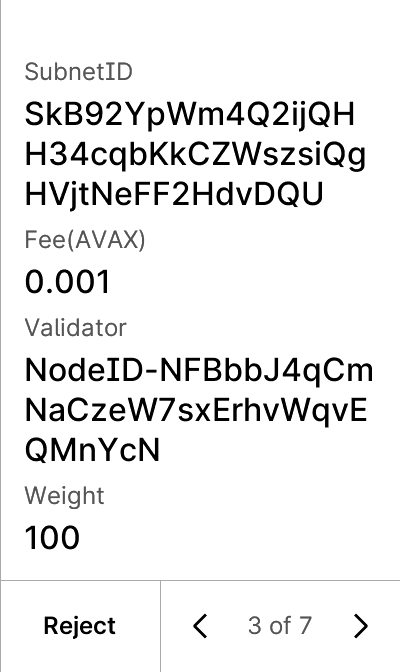 SubnetID
SkB92YpWm4Q2ijQH
H34cqbKkCZWszsiQg
HVjtNeFF2HdvDQU
Fee(AVAX)
0.001
Validator
NodeID-NFBbbJ4qCm
NaCzeW7sxErhvWqvE
QMnYcN
Weight
100
Reject
3 of 7